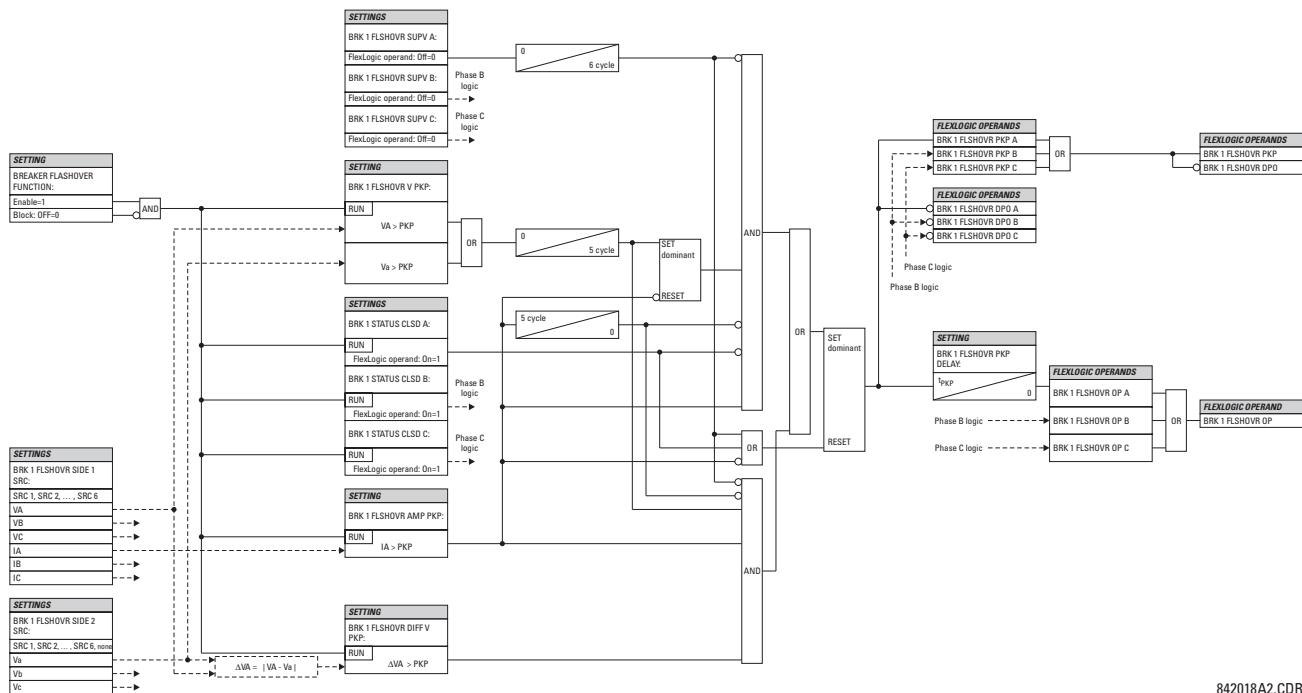 SETTINGS
BRK 1 FLSHOVR SUPV A:
FlexLogic operand: Off=0
BRK 1 FLSHOVR SUPV B:
FlexLogic operand: Off=0
BRK 1 FLSHOVR SUPV C:
FlexLogic operand: Off=0
Phase B
logic
Phase C
logic
0
6 cycle
SETTING
BREAKER FLASHOVER
FUNCTION:
Enable=1
Block: OFF=0
AND
SETTING
BRK 1 FLSHOVR V PKP:
RUN
VA > PKP
Va > PKP
OR
0
5 cycle
SET
dominant
RESET
5 cycle
0
SETTINGS
BRK 1 STATUS CLSD A:
RUN
FlexLogic operand: On=1
BRK 1 STATUS CLSD B:
RUN
FlexLogic operand: On=1
BRK 1 STATUS CLSD C:
RUN
FlexLogic operand: On=1
Phase B
logic
Phase C
logic
SETTING
BRK 1 FLSHOVR AMP PKP:
RUN
IA > PKP
SETTING
BRK 1 FLSHOVR DIFF V
PKP:
RUN
ΔVA > PKP
SETTINGS
BRK 1 FLSHOVR SIDE 1
SRC:
SRC 1, SRC 2, ... , SRC 6
VA
VB
VC
IA
IB
IC
SETTINGS
BRK 1 FLSHOVR SIDE 2
SRC:
SRC 1, SRC 2, ... , SRC 6, none
Va
Vb
Vc
ΔVA = | VA - Va|
AND
OR
AND
OR
SET
dominant
RESET
FLEXLOGIC OPERANDS
BRK 1 FLSHOVR PKP A
BRK 1 FLSHOVR PKP B
BRK 1 FLSHOVR PKP C
OR
FLEXLOGIC OPERANDS
BRK 1 FLSHOVR PKP
BRK 1 FLSHOVR DPO
FLEXLOGIC OPERANDS
BRK 1 FLSHOVR DPO A
BRK 1 FLSHOVR DPO B
BRK 1 FLSHOVR DPO C
Phase C logic
Phase B logic
SETTING
BRK 1 FLSHOVR PKP
DELAY:
tPKP
0
FLEXLOGIC OPERANDS
BRK 1 FLSHOVR OP A
BRK 1 FLSHOVR OP B
BRK 1 FLSHOVR OP C
Phase B logic
Phase C logic
OR
FLEXLOGIC OPERAND
BRK 1 FLSHOVR OP
842018A2.CDR